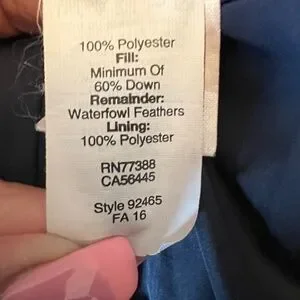 100% Polyester
Fill:
Minimum Of
60% Down
Remainder:
Waterfowl Feathers
Lining:
100% Polyester
RN77388
CA56445
Style 92465
FA 16